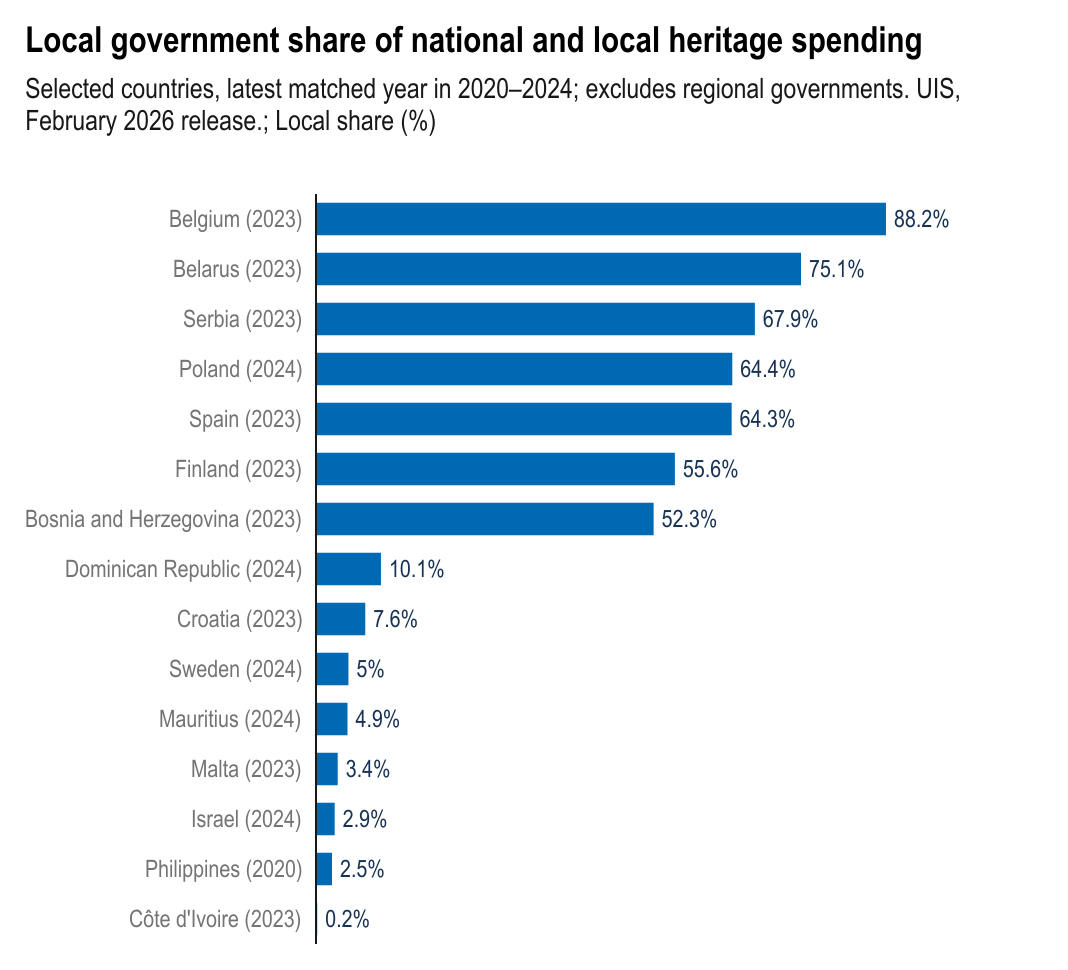 Local government share of national and local heritage spending
Selected countries, latest matched year in 2020–2024; excludes regional governments. UIS,
February 2026 release.; Local share (%)
Belgium (2023) 88.2%
Belarus (2023) 75.1%
Serbia (2023) 67.9%
Poland (2024) 64.4%
Spain (2023) 64.3%
Finland (2023) 55.6%
Bosnia and Herzegovina (2023) 52.3%
Dominican Republic (2024) 10.1%
Croatia (2023) 7.6%
Sweden (2024) 5%
Mauritius (2024) 4.9%
Malta (2023) 3.4%
Israel (2024) 2.9%
Philippines (2020) 2.5%
Côte d'Ivoire (2023) 0.2%